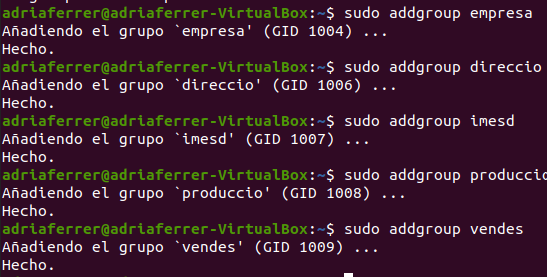 adriaferrer@adriaferrer-VirtualBox:~$ sudo addgroup empresa
Añadiendo el grupo `empresa' (GID 1004) ...
Hecho.
adriaferrer@adriaferrer-VirtualBox:~$ sudo addgroup direccio
Añadiendo el grupo `direccio' (GID 1006) ...
Hecho.
adriaferrer@adriaferrer-VirtualBox:~$ sudo addgroup imesd
Añadiendo el grupo `imesd' (GID 1007) ...
Hecho.
adriaferrer@adriaferrer-VirtualBox:~$ sudo addgroup produccio
Añadiendo el grupo `produccio' (GID 1008) ...
Hecho.
adriaferrer@adriaferrer-VirtualBox:~$ sudo addgroup vendes
Añadiendo el grupo `vendes' (GID 1009) ...
Hecho.